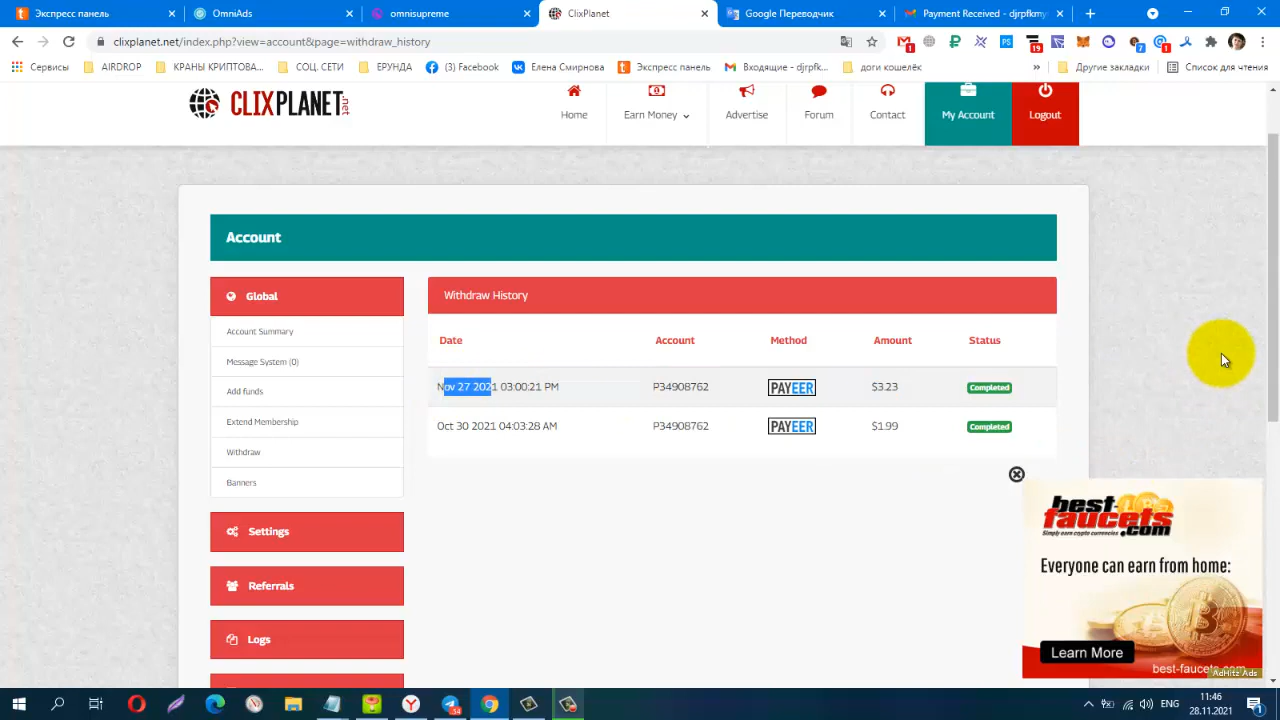 Экспресс панель
OmniAds
omnisupreme
ClixPlanet
Google Переводчик
Payment Received - djrpfkmy
clixplanet.net/index.php?view=account&page=withdraw_history
Сервисы
AIRDROP
КРАНЫ КРИПТОВА...
СОЦ. СЕТИ
ЕРУНДА
(3) Facebook
Елена Смирнова
Экспресс панель
Входящие - djrpfk...
доги кошелёк
Другие закладки
Список для чтения
CLIXPLANET.net
Home
Earn Money
Advertise
Forum
Contact
My Account
Logout
Account
Global
Account Summary
Message System (0)
Add funds
Extend Membership
Withdraw
Banners
Settings
Referrals
Logs
Withdraw History
Date Account Method Amount Status
Nov 27 2021 03:00:21 PM P34908762 PAYEER $3.23 Completed
Oct 30 2021 04:03:28 AM P34908762 PAYEER $1.99 Completed
best-faucets.com
Simply earn crypto currencies
Everyone can earn from home:
Learn More
best-faucets.com
AdHitz Ads
ENG
11:46
28.11.2021